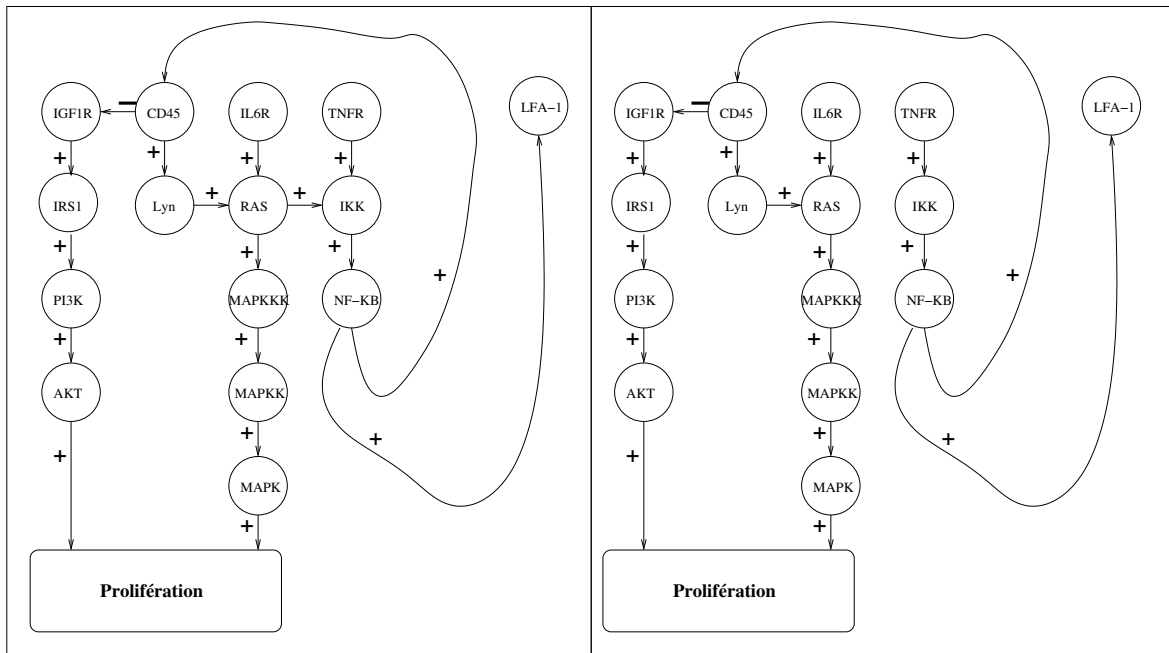 LFA−1
IGF1R − CD45 IL6R TNFR
+ + + +
IRS1 Lyn + RAS + IKK
+ + +
+
PI3K MAPKKK NF−KB
+ +
AKT MAPKK
+ +
+
MAPK
+
Prolifération
LFA−1
IGF1R − CD45 IL6R TNFR
+ + + +
IRS1 Lyn + RAS IKK
+ + +
+
PI3K MAPKKK NF−KB
+ +
AKT MAPKK
+ +
+
MAPK
+
Prolifération